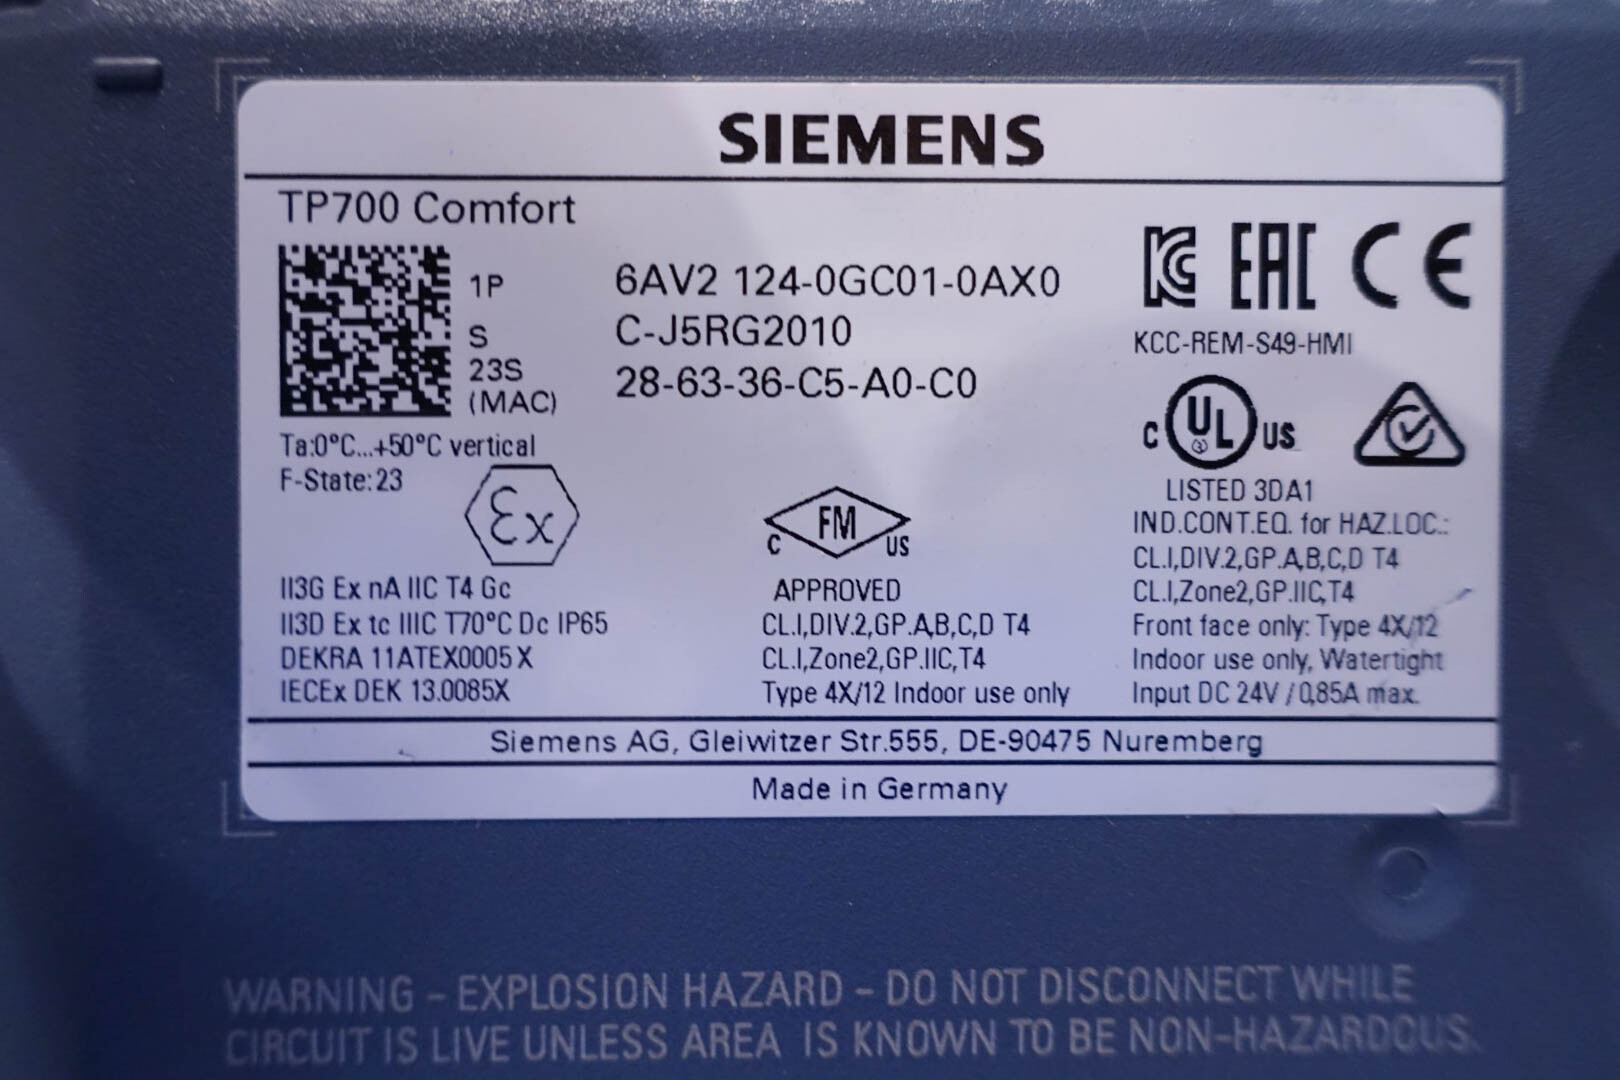 SIEMENS
TP700 Comfort
1P 6AV2 124-0GC01-0AX0
S C-J5RG2010
23S 28-63-36-C5-A0-C0
(MAC)
Ta:0°C...+50°C vertical
F-State:23
Ex
II3G Ex nA IIC T4 Gc
II3D Ex tc IIIC T70°C Dc IP65
DEKRA 11ATEX0005 X
IECEx DEK 13.0085X
C FM US
APPROVED
CL.I,DIV.2,GP.A,B,C,D T4
CL.I,Zone2,GP.IIC,T4
Type 4X/12 Indoor use only
KC EAC CE
KCC-REM-S49-HMI
C UL US
LISTED 3DA1
IND.CONT.EQ. for HAZ.LOC.:
CL.I,DIV.2,GP.A,B,C,D T4
CL.I,Zone2,GP.IIC,T4
Front face only: Type 4X/12
Indoor use only, Watertight
Input DC 24V / 0,85A max.
Siemens AG, Gleiwitzer Str.555, DE-90475 Nuremberg
Made in Germany
WARNING – EXPLOSION HAZARD – DO NOT DISCONNECT WHILE
CIRCUIT IS LIVE UNLESS AREA IS KNOWN TO BE NON-HAZARDOUS.